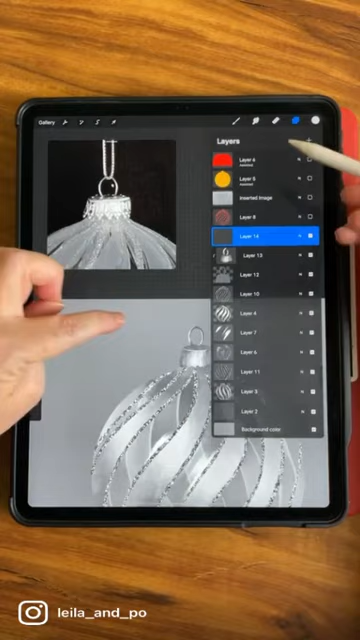 Gallery
Layers
Layer 6
Layer 5
Inserted Image
Layer 8
Layer 14
Layer 13
Layer 12
Layer 10
Layer 4
Layer 7
Layer 6
Layer 11
Layer 3
Layer 2
Background color
leila_and_po